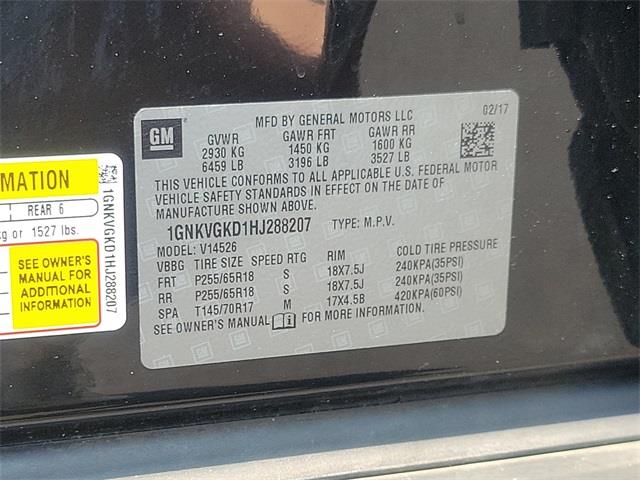 MATION
REAR 6
kg or 1527 lbs.
SEE OWNER'S
MANUAL FOR
ADDITIONAL
INFORMATION
1GNKVGKD1HJ288207
GM
MFD BY GENERAL MOTORS LLC
02/17
GVWR GAWR FRT GAWR RR
2930 KG 1450 KG 1600 KG
6459 LB 3196 LB 3527 LB
THIS VEHICLE CONFORMS TO ALL APPLICABLE U.S. FEDERAL MOTOR
VEHICLE SAFETY STANDARDS IN EFFECT ON THE DATE OF
MANUFACTURE SHOWN ABOVE.
1GNKVGKD1HJ288207 TYPE: M.P.V.
MODEL: V14526
VBBG TIRE SIZE SPEED RTG RIM COLD TIRE PRESSURE
FRT P255/65R18 S 18X7.5J 240KPA(35PSI)
RR P255/65R18 S 18X7.5J 240KPA(35PSI)
SPA T145/70R17 M 17X4.5B 420KPA(60PSI)
SEE OWNER'S MANUAL FOR MORE INFORMATION.